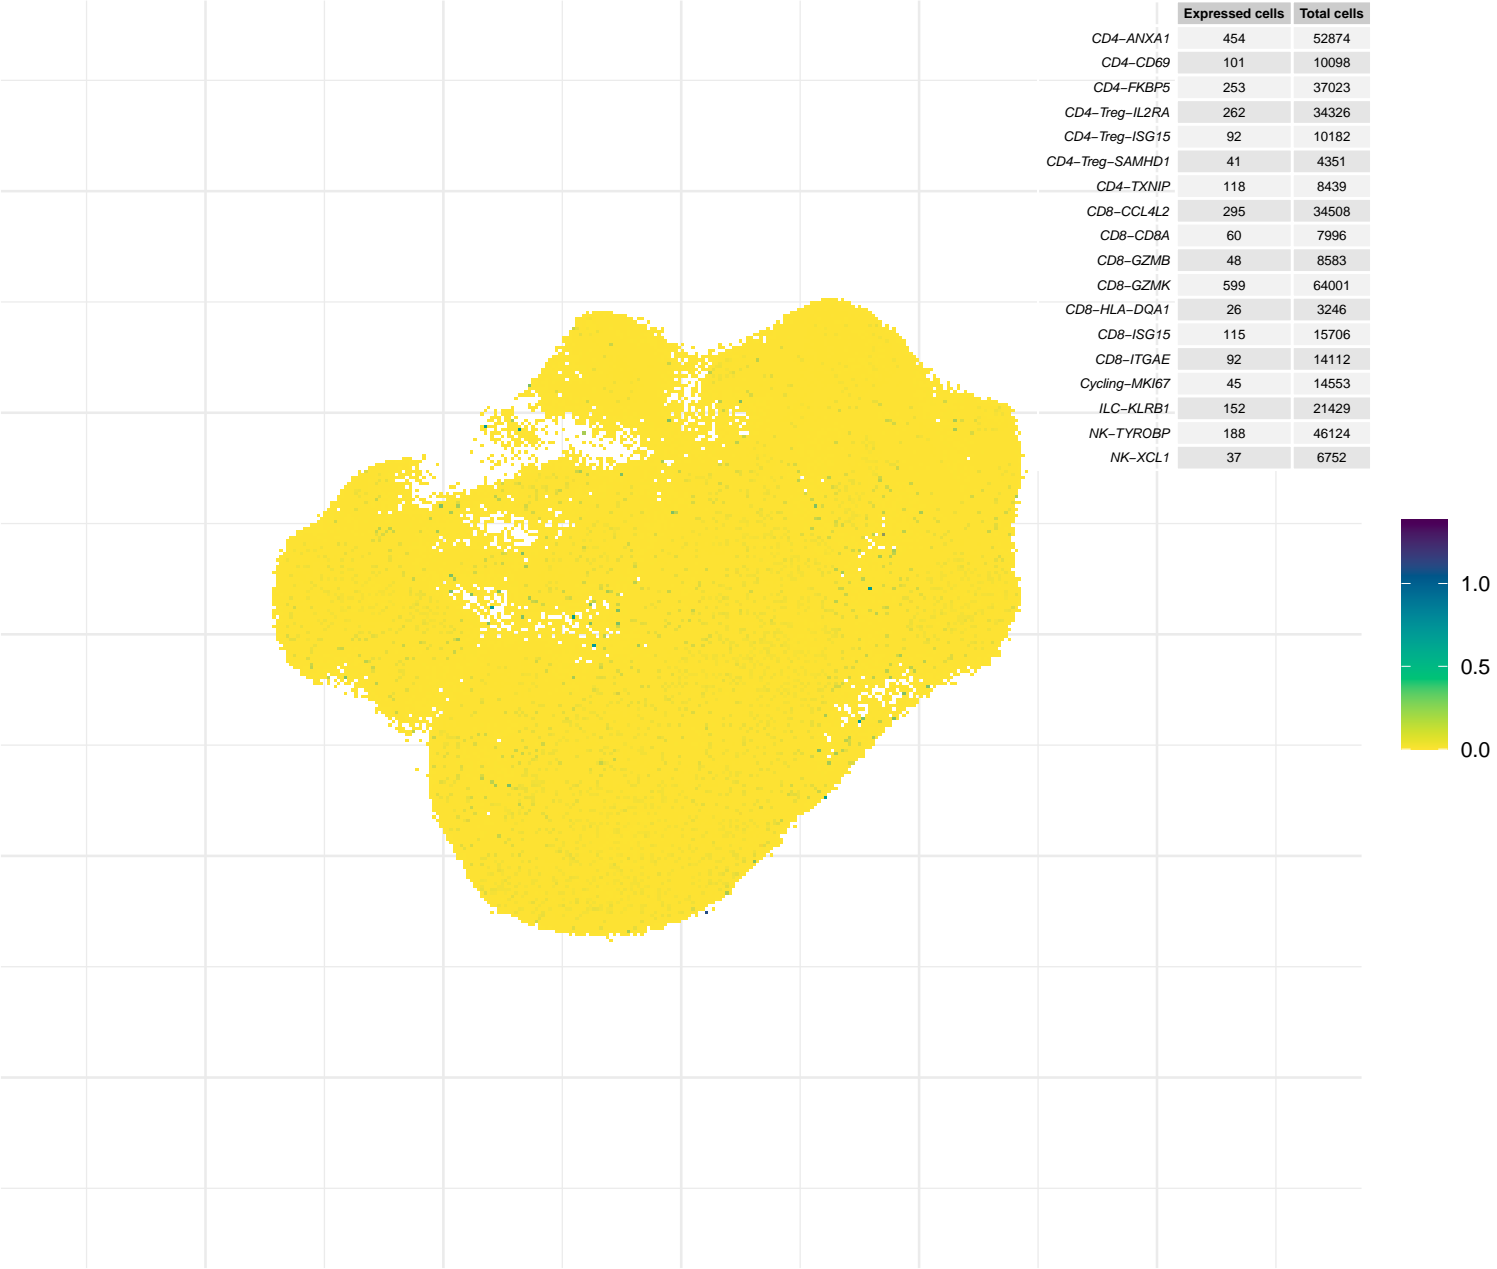 Expressed cells Total cells
CD4−ANXA1 454 52874
CD4−CD69 101 10098
CD4−FKBP5 253 37023
CD4−Treg−IL2RA 262 34326
CD4−Treg−ISG15 92 10182
CD4−Treg−SAMHD1 41 4351
CD4−TXNIP 118 8439
CD8−CCL4L2 295 34508
CD8−CD8A 60 7996
CD8−GZMB 48 8583
CD8−GZMK 599 64001
CD8−HLA−DQA1 26 3246
CD8−ISG15 115 15706
CD8−ITGAE 92 14112
Cycling−MKI67 45 14553
ILC−KLRB1 152 21429
NK−TYROBP 188 46124
NK−XCL1 37 6752
1.0
0.5
0.0